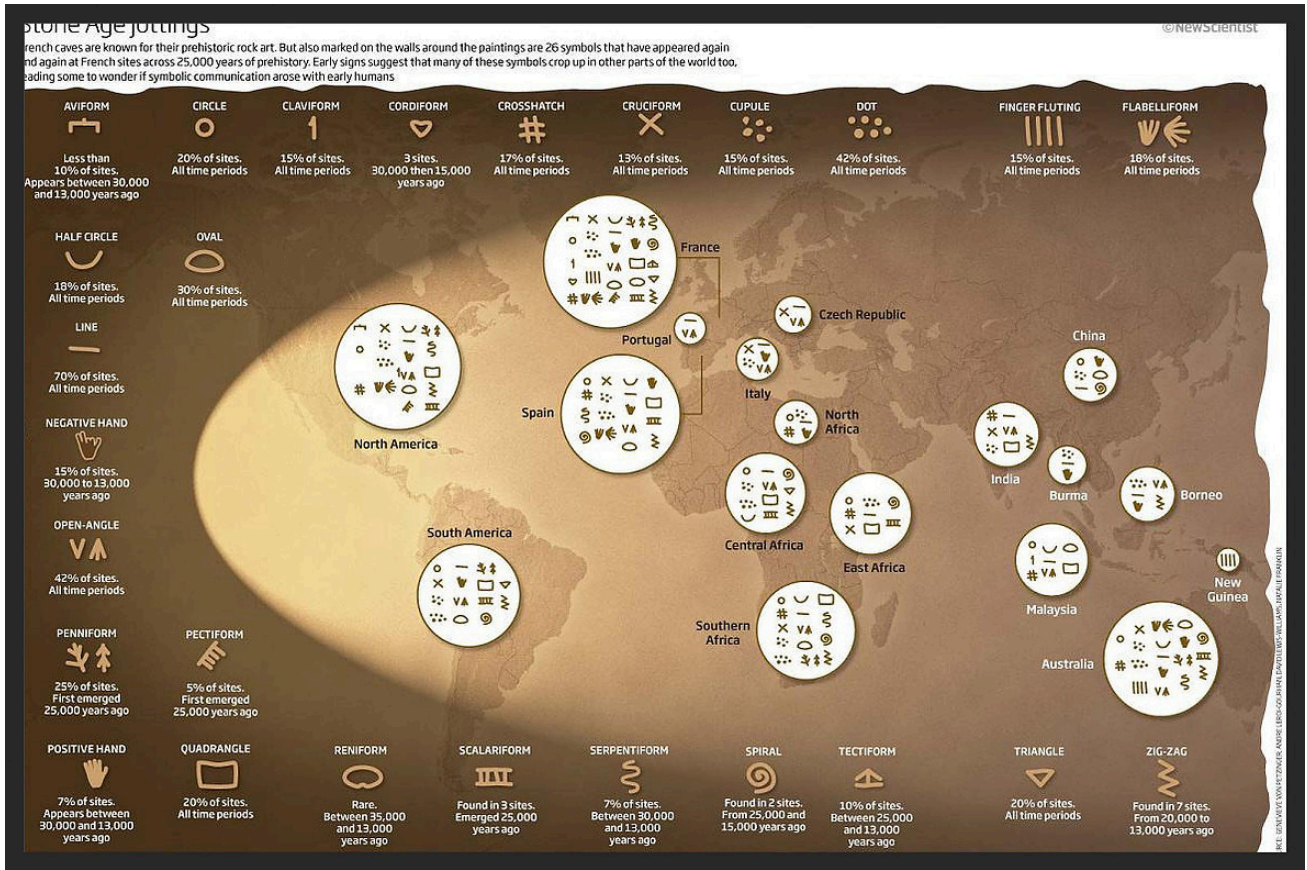 Stone Age jottings
©NewScientist
rench caves are known for their prehistoric rock art. But also marked on the walls around the paintings are 26 symbols that have appeared again
nd again at French sites across 25,000 years of prehistory. Early signs suggest that many of these symbols crop up in other parts of the world too,
eading some to wonder if symbolic communication arose with early humans
AVIFORM
Less than
10% of sites.
Appears between 30,000
and 13,000 years ago
CIRCLE
20% of sites.
All time periods
CLAVIFORM
15% of sites.
All time periods
CORDIFORM
3 sites.
30,000 then 15,000
years ago
CROSSHATCH
17% of sites.
All time periods
CRUCIFORM
13% of sites.
All time periods
CUPULE
15% of sites.
All time periods
DOT
42% of sites.
All time periods
FINGER FLUTING
15% of sites.
All time periods
FLABELLIFORM
18% of sites.
All time periods
HALF CIRCLE
18% of sites.
All time periods
OVAL
30% of sites.
All time periods
LINE
70% of sites.
All time periods
NEGATIVE HAND
15% of sites.
30,000 to 13,000
years ago
OPEN-ANGLE
42% of sites.
All time periods
PENNIFORM
25% of sites.
First emerged
25,000 years ago
PECTIFORM
5% of sites.
First emerged
25,000 years ago
France
Portugal
Czech Republic
Italy
Spain
North America
North
Africa
China
India
Burma
Borneo
South America
Central Africa
East Africa
Malaysia
New
Guinea
Southern
Africa
Australia
POSITIVE HAND
7% of sites.
Appears between
30,000 and 13,000
years ago
QUADRANGLE
20% of sites.
All time periods
RENIFORM
Rare.
Between 35,000
and 13,000
years ago
SCALARIFORM
Found in 3 sites.
Emerged 25,000
years ago
SERPENTIFORM
7% of sites.
Between 30,000
and 13,000
years ago
SPIRAL
Found in 2 sites.
From 25,000 and
15,000 years ago
TECTIFORM
10% of sites.
Between 25,000
and 13,000
years ago
TRIANGLE
20% of sites.
All time periods
ZIG-ZAG
Found in 7 sites.
From 20,000 to
13,000 years ago
RCE: GENEVIEVE VON PETZINGER; ANDRE LEROI-GOURHAN; DAVID LEWIS-WILLIAMS; NATALIE FRANKLIN